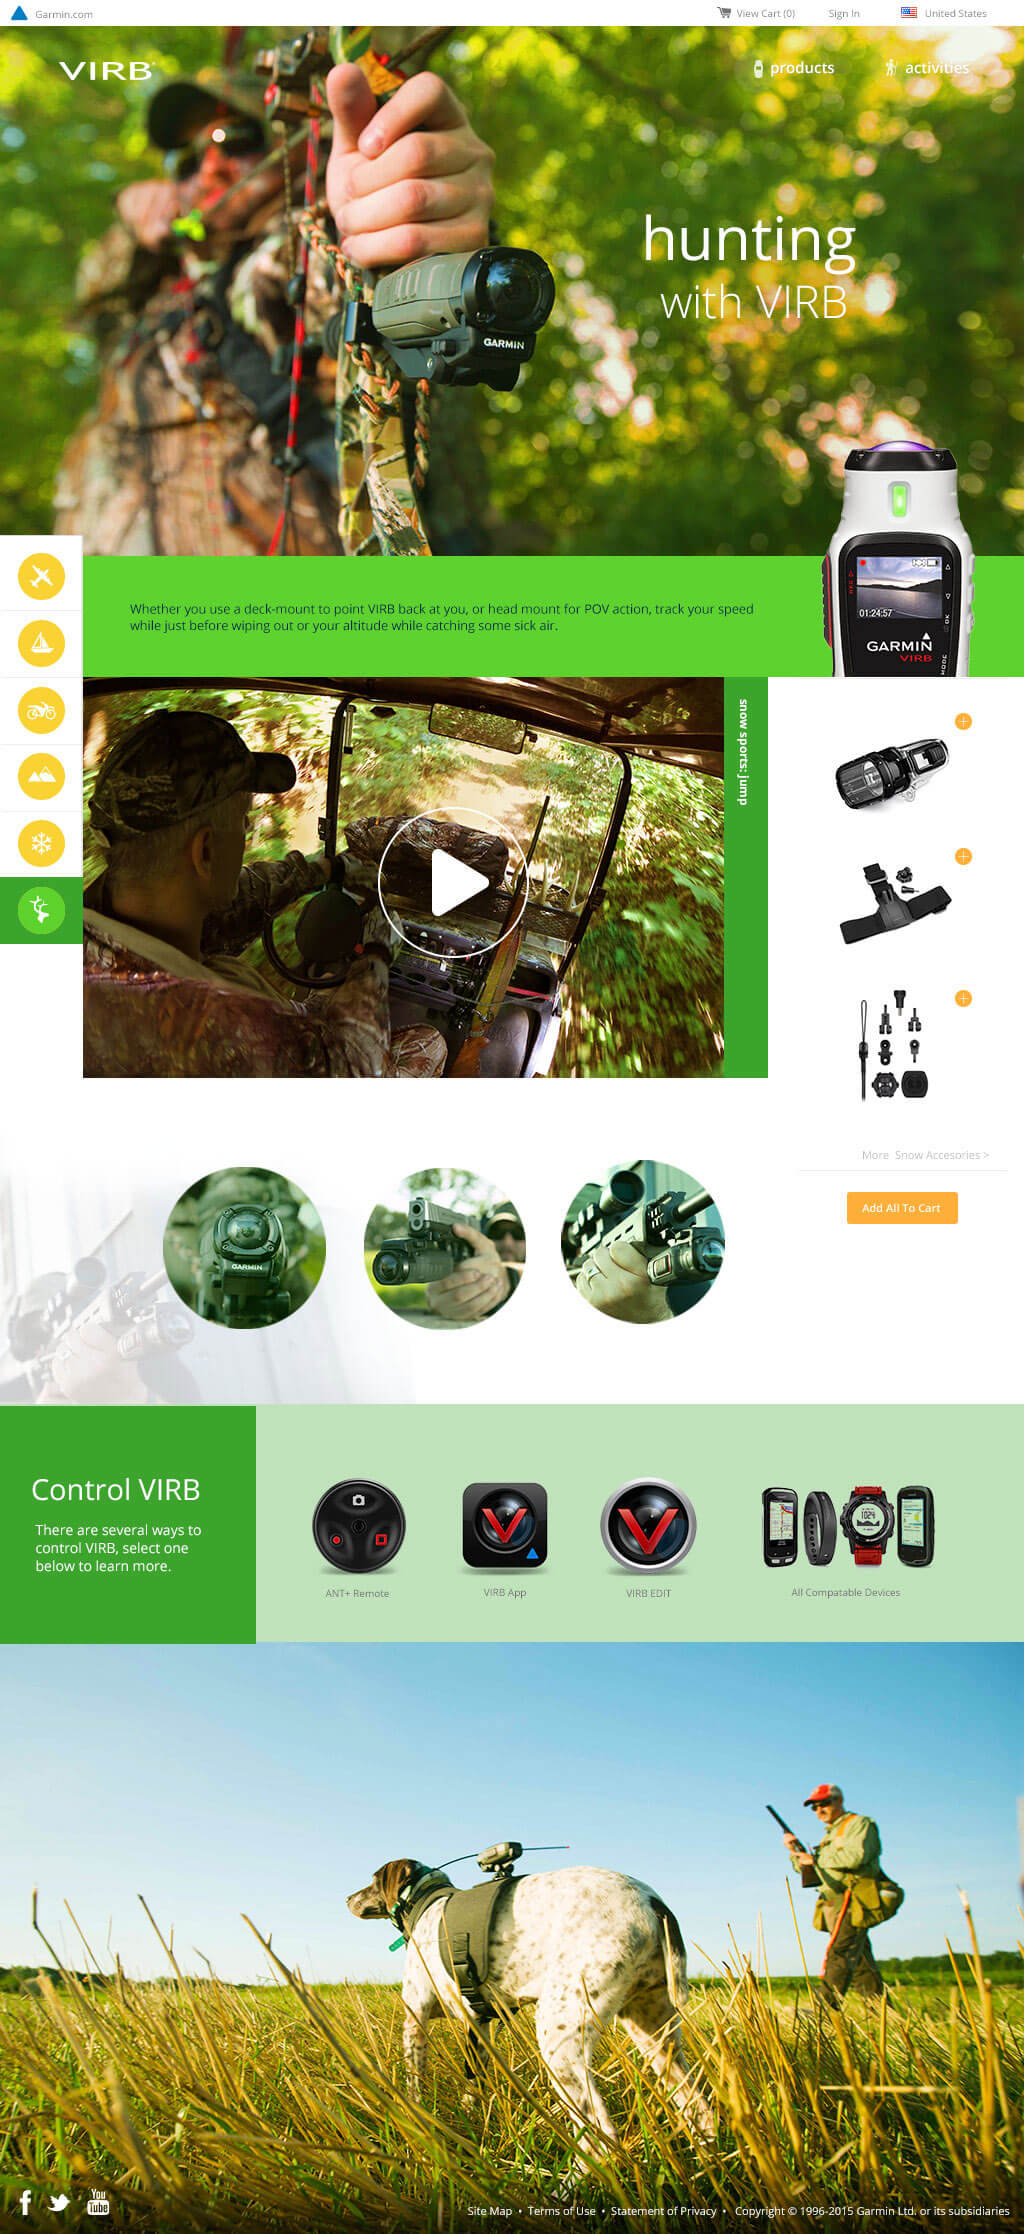 Garmin.com
View Cart (0)
Sign In
United States
VIRB
products
activities
hunting
with VIRB
GARMIN
Whether you use a deck-mount to point VIRB back at you, or head mount for POV action, track your speed
while just before wiping out or your altitude while catching some sick air.
REC
01:24:57
OK
GARMIN
VIRB
MODE
snow sports: jump
More Snow Accesories >
Add All To Cart
GARMIN
Control VIRB
There are several ways to
control VIRB, select one
below to learn more.
1024
ANT+ Remote
VIRB App
VIRB EDIT
All Compatable Devices
You
Tube
Site Map • Terms of Use • Statement of Privacy • Copyright © 1996-2015 Garmin Ltd. or its subsidiaries